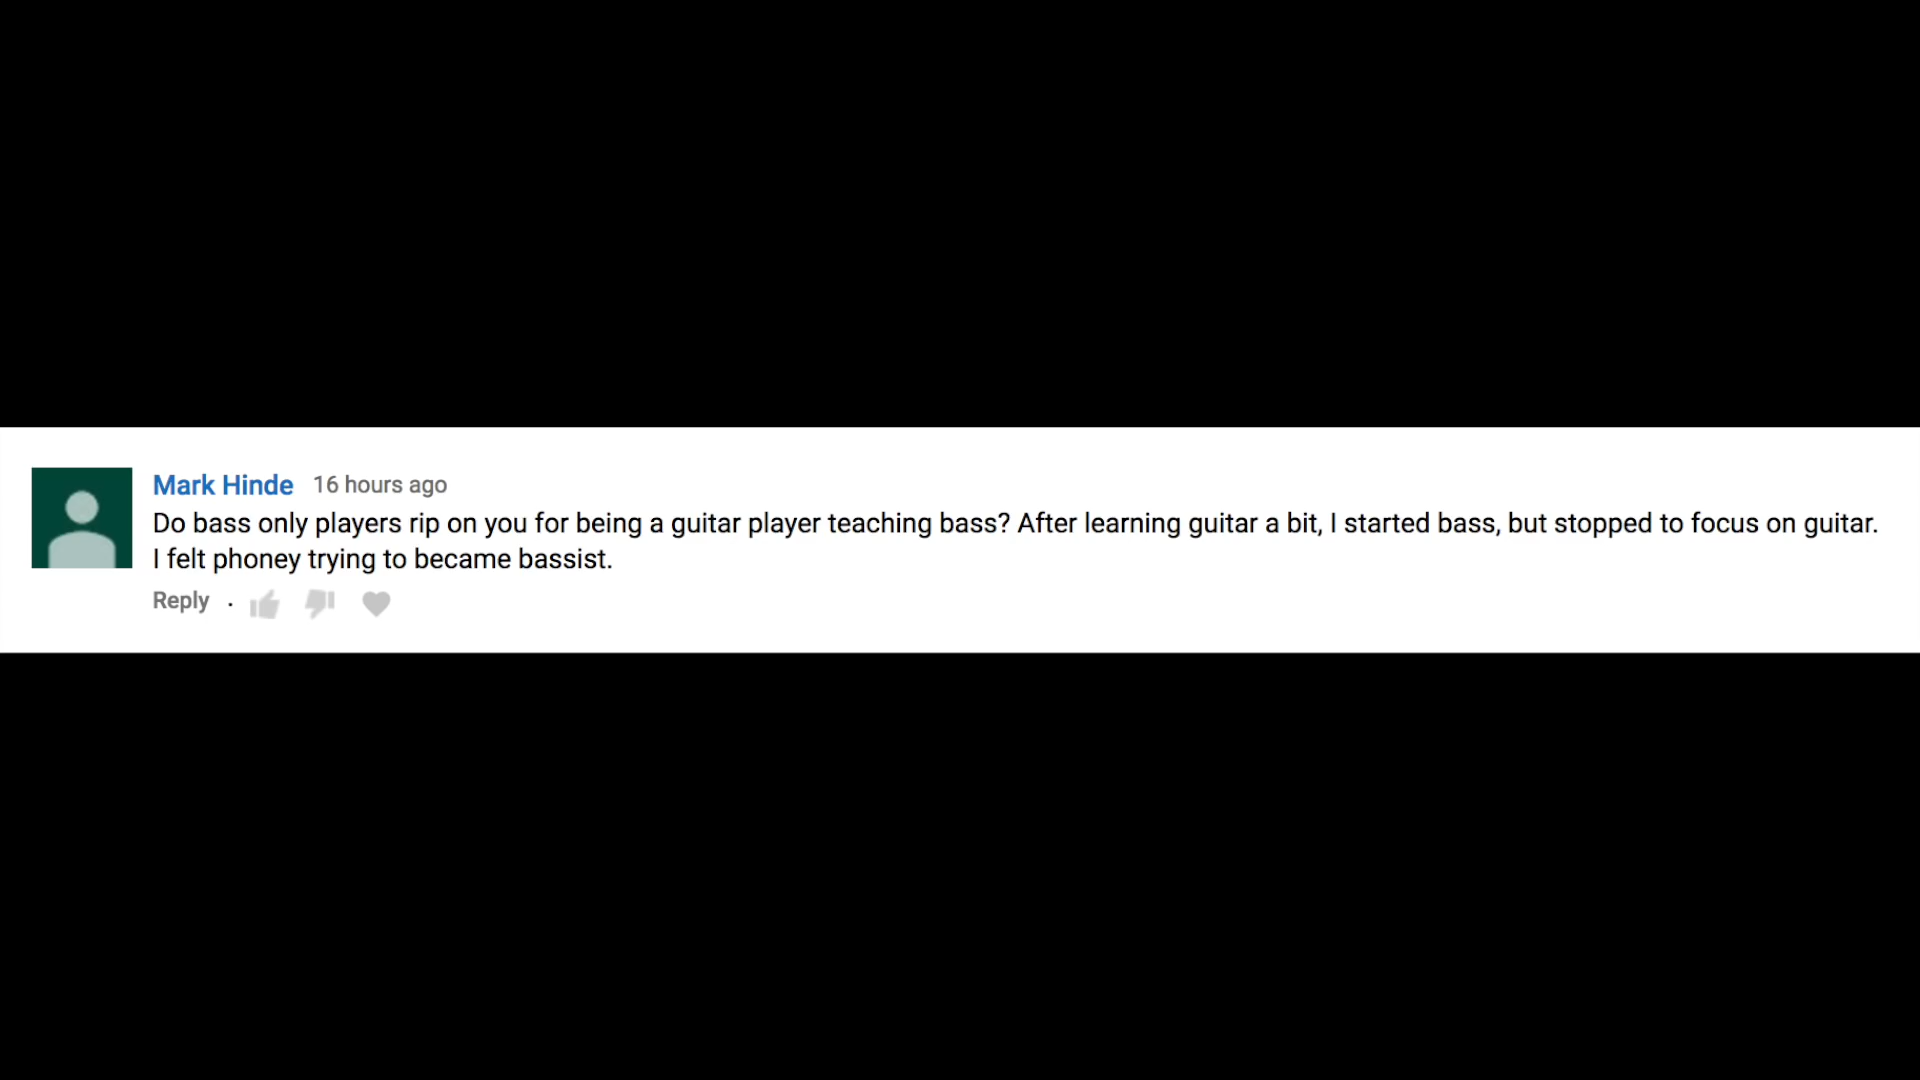 Mark Hinde 16 hours ago
Do bass only players rip on you for being a guitar player teaching bass? After learning guitar a bit, I started bass, but stopped to focus on guitar.
I felt phoney trying to became bassist.
Reply .